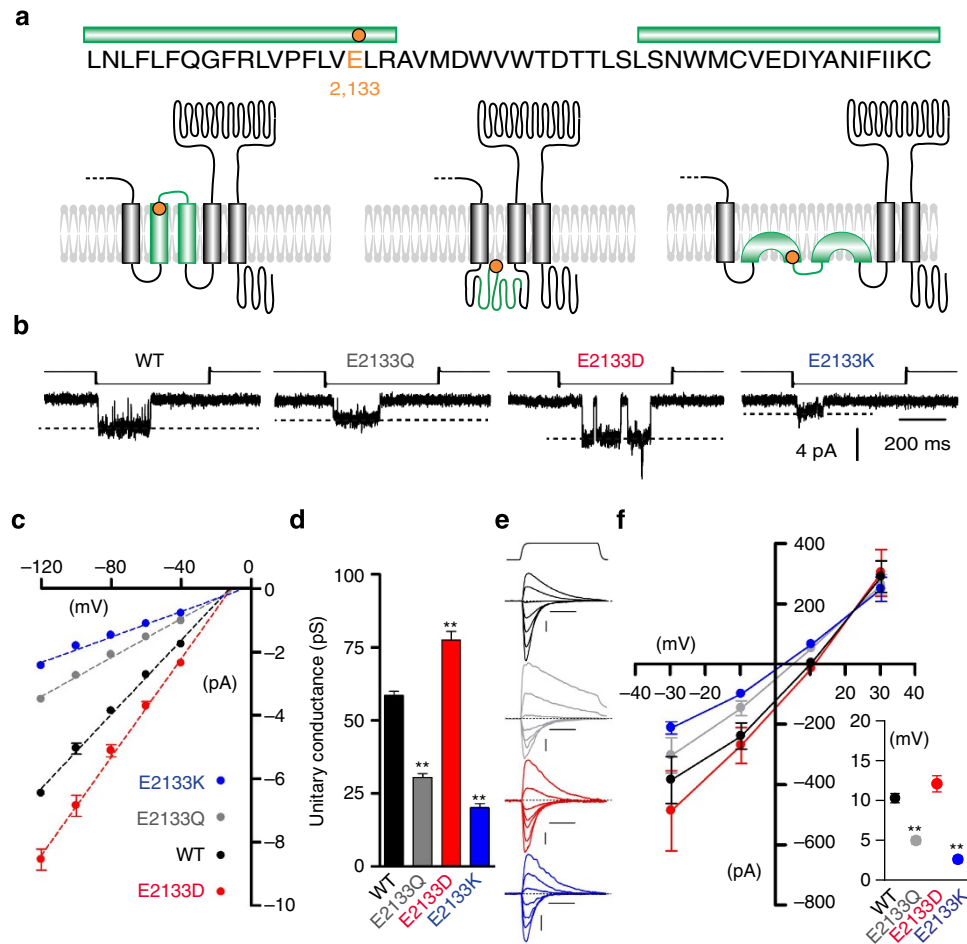 a
LNLFLFQGFRLVPFLVELRAVMDWVWTDTTLSLSNWMCVEDIYANIFIIKC
2,133
b
WT
E2133Q
E2133D
E2133K
4 pA
200 ms
c
−120 −80 −40 0
(mV)
0
−2
(pA)
−4
−6
−8
−10
E2133K
E2133Q
WT
E2133D
d
Unitary conductance (pS)
100
75
50
25
0
**
**
**
WT
E2133Q
E2133D
E2133K
e
f
400
200
(mV)
−40 −20 20 40
−200
−400
−600
−800
(pA)
20
15
10
5
0
(mV)
**
**
WT
E2133Q
E2133D
E2133K